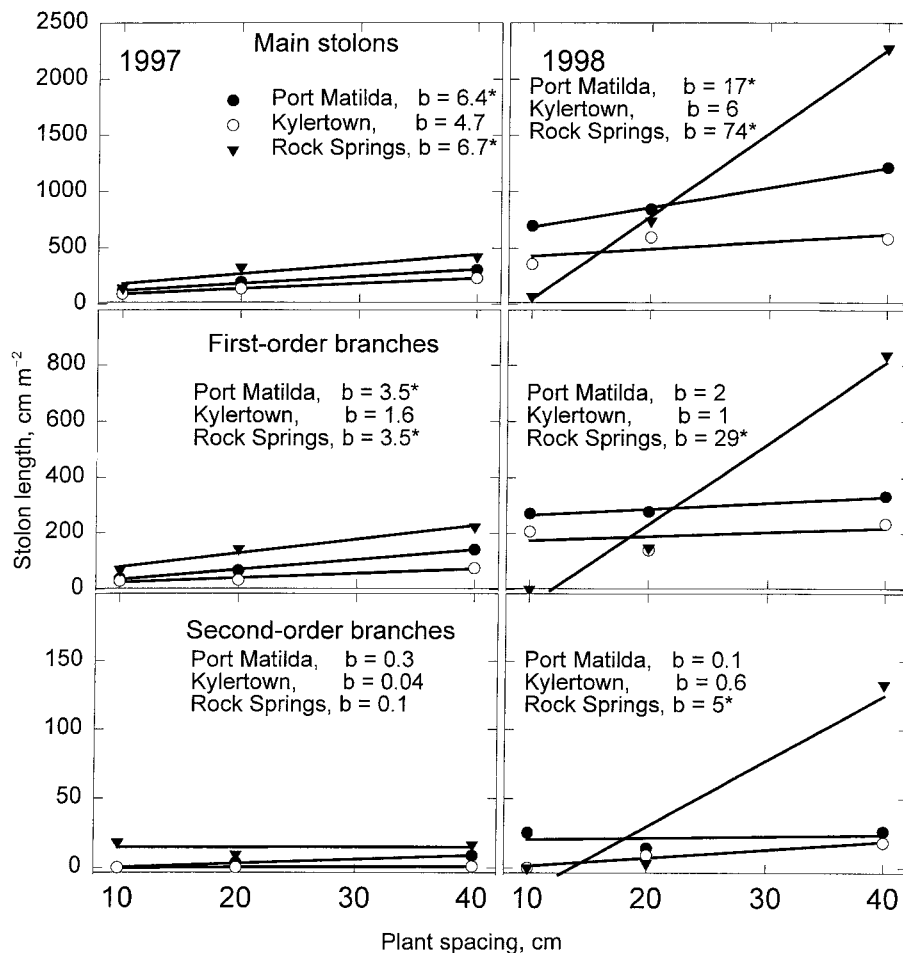 2500
2000
1500
1000
500
0
1997
Main stolons
Port Matilda, b = 6.4*
Kylertown, b = 4.7
Rock Springs, b = 6.7*
1998
Port Matilda, b = 17*
Kylertown, b = 6
Rock Springs, b = 74*
Stolon length, cm m⁻²
800
600
400
200
0
First-order branches
Port Matilda, b = 3.5*
Kylertown, b = 1.6
Rock Springs, b = 3.5*
Port Matilda, b = 2
Kylertown, b = 1
Rock Springs, b = 29*
150
100
50
0
Second-order branches
Port Matilda, b = 0.3
Kylertown, b = 0.04
Rock Springs, b = 0.1
Port Matilda, b = 0.1
Kylertown, b = 0.6
Rock Springs, b = 5*
10 20 30 40 10 20 30 40
Plant spacing, cm